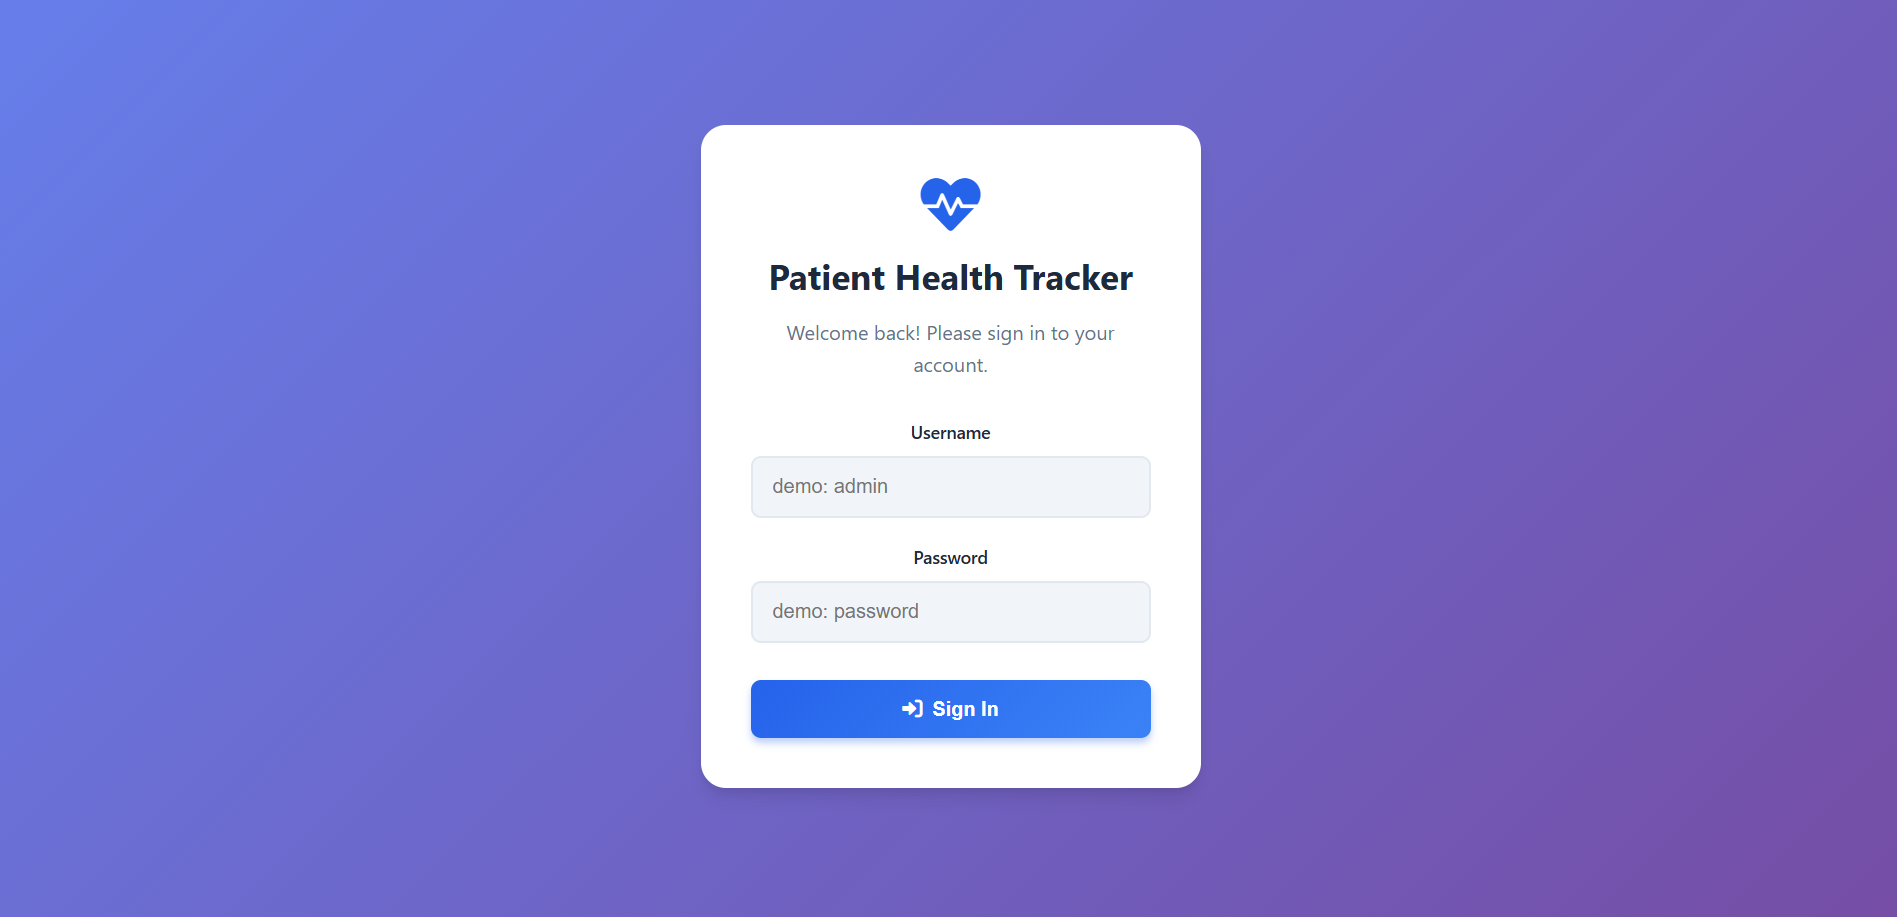 Patient Health Tracker
Welcome back! Please sign in to your
account.
Username
demo: admin
Password
demo: password
Sign In